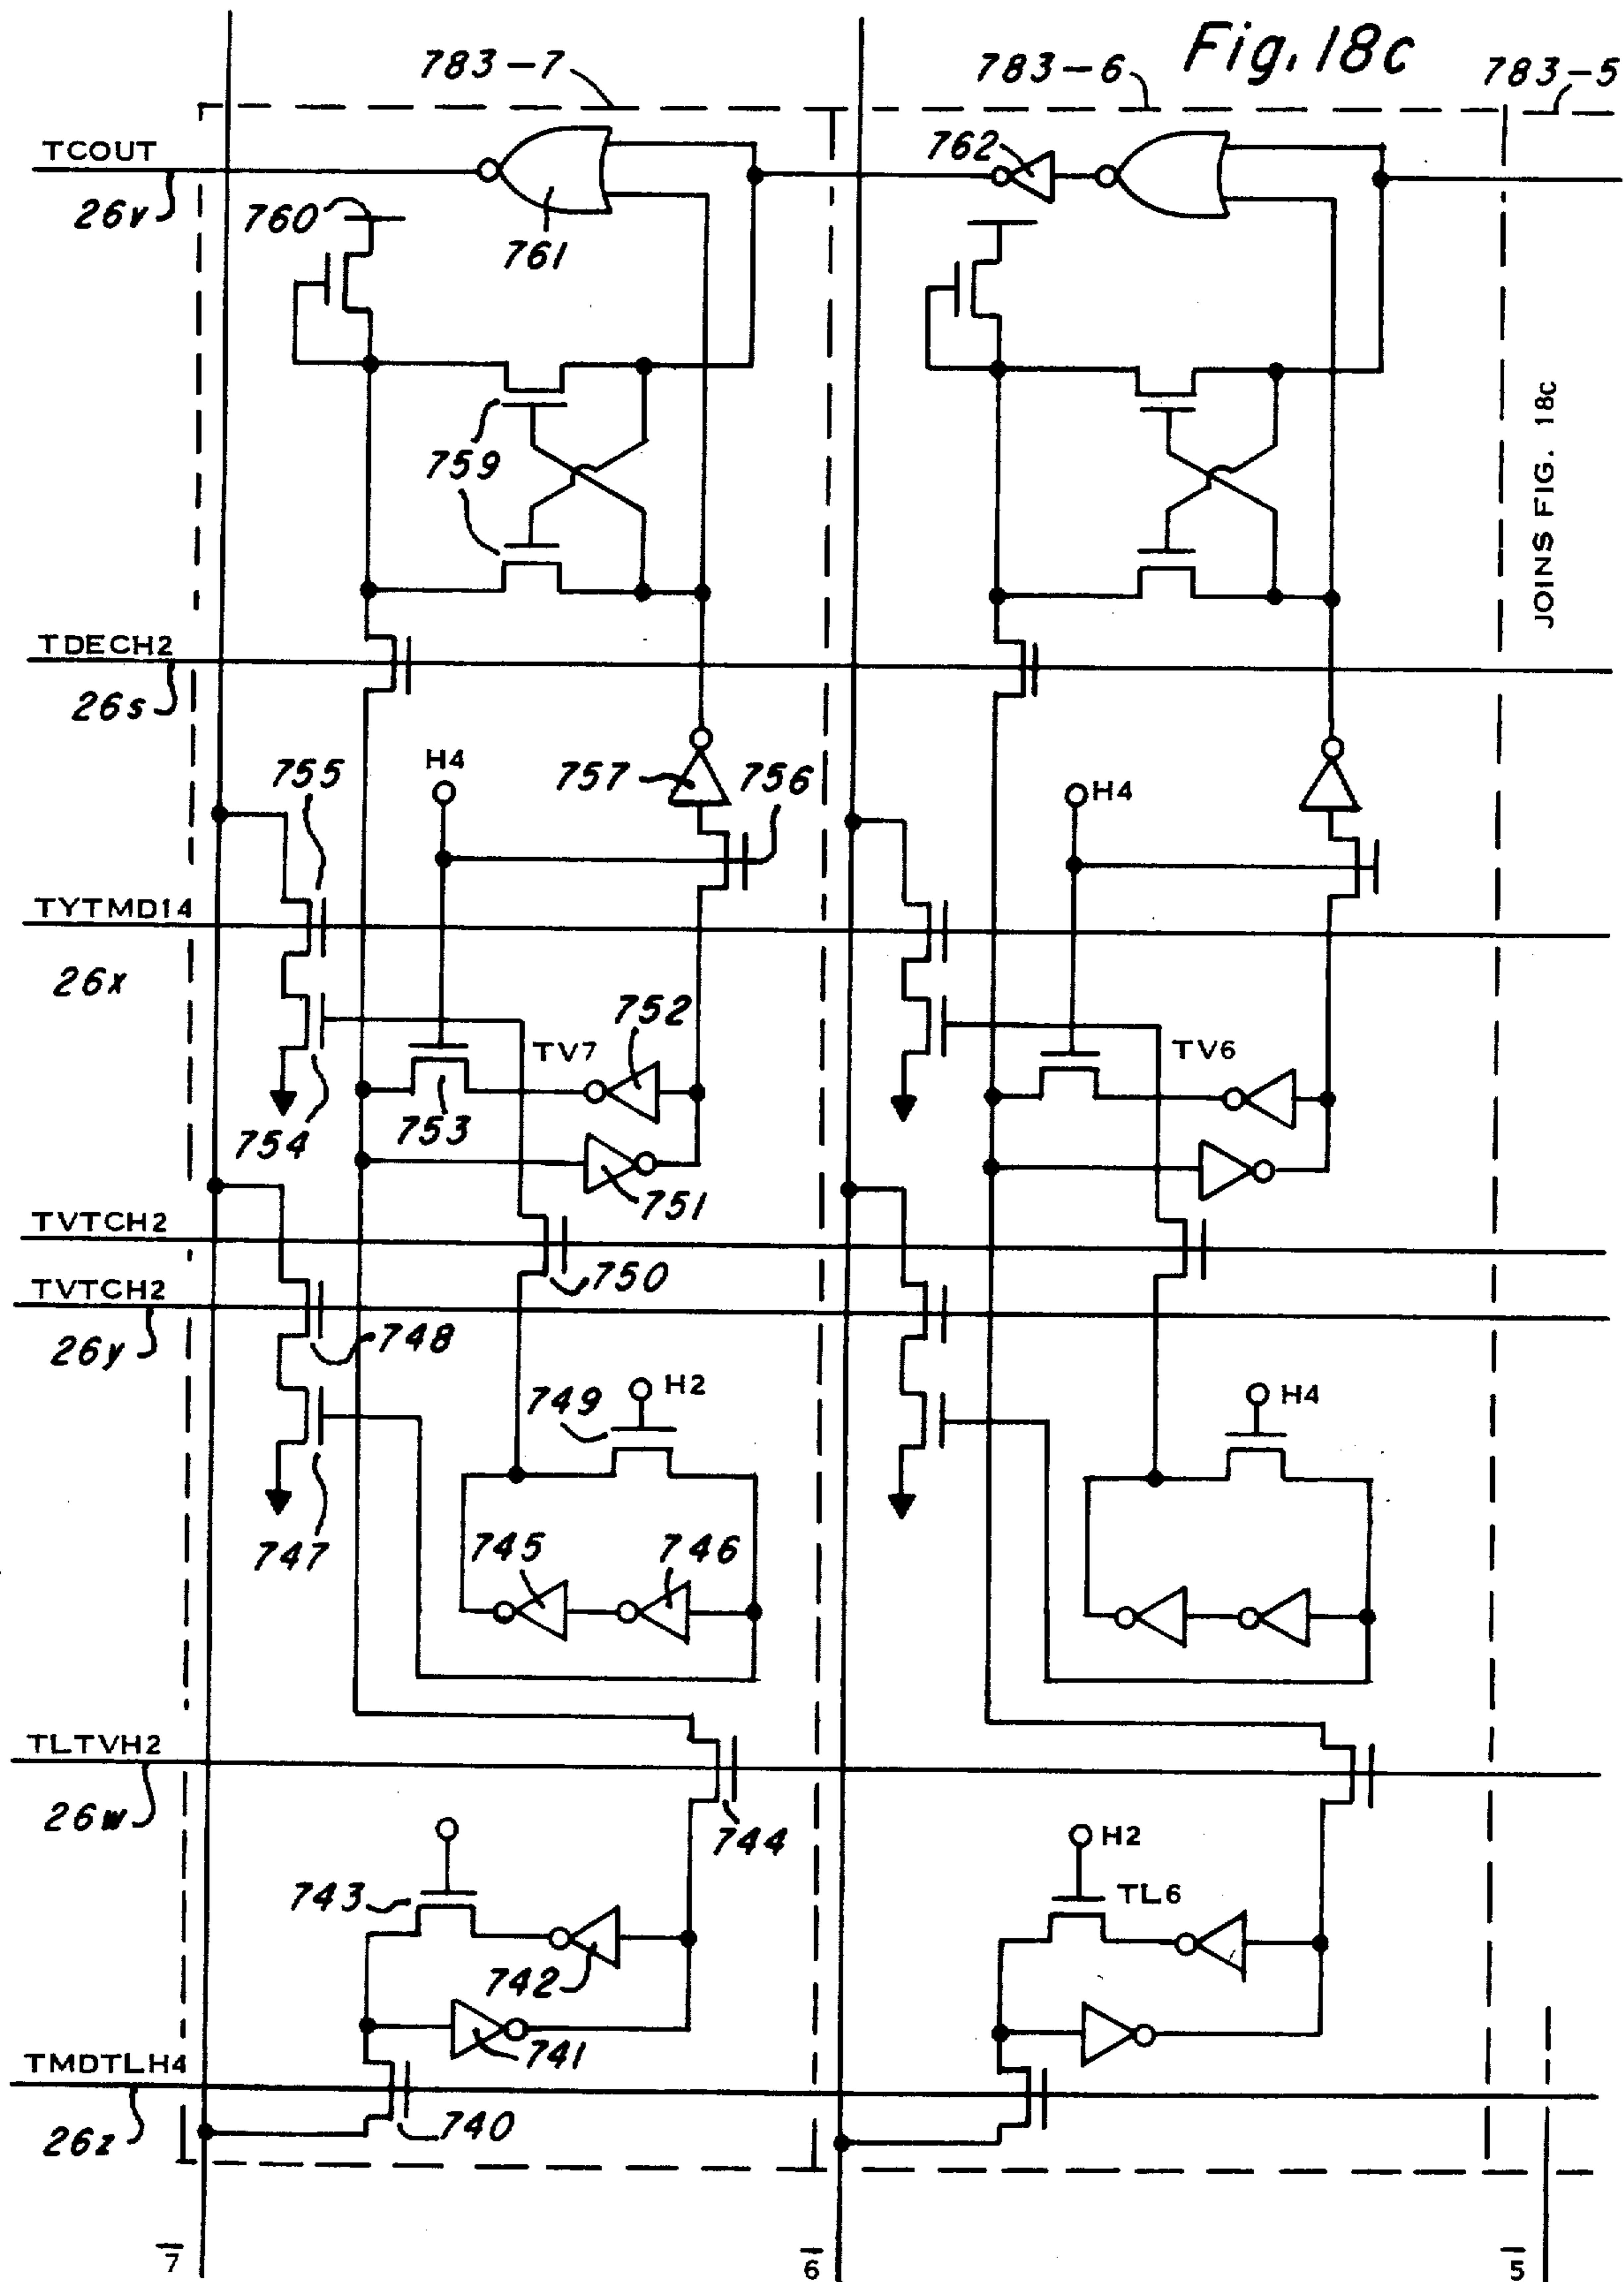 Fig. 18c
783-7
783-6
783-5
TCOUT
26v
760
761
762
759
JOINS FIG. 18C
TDECH2
26s
755
H4
757
756
H4
TYTMD14
26x
752
TV7
TV6
754
753
751
TVTCH2
750
TVTCH2
26y
748
749
H2
H4
747
745
746
TLTVH2
26w
744
743
H2
TL6
742
741
TMDTLH4
26z
740
7
6
5